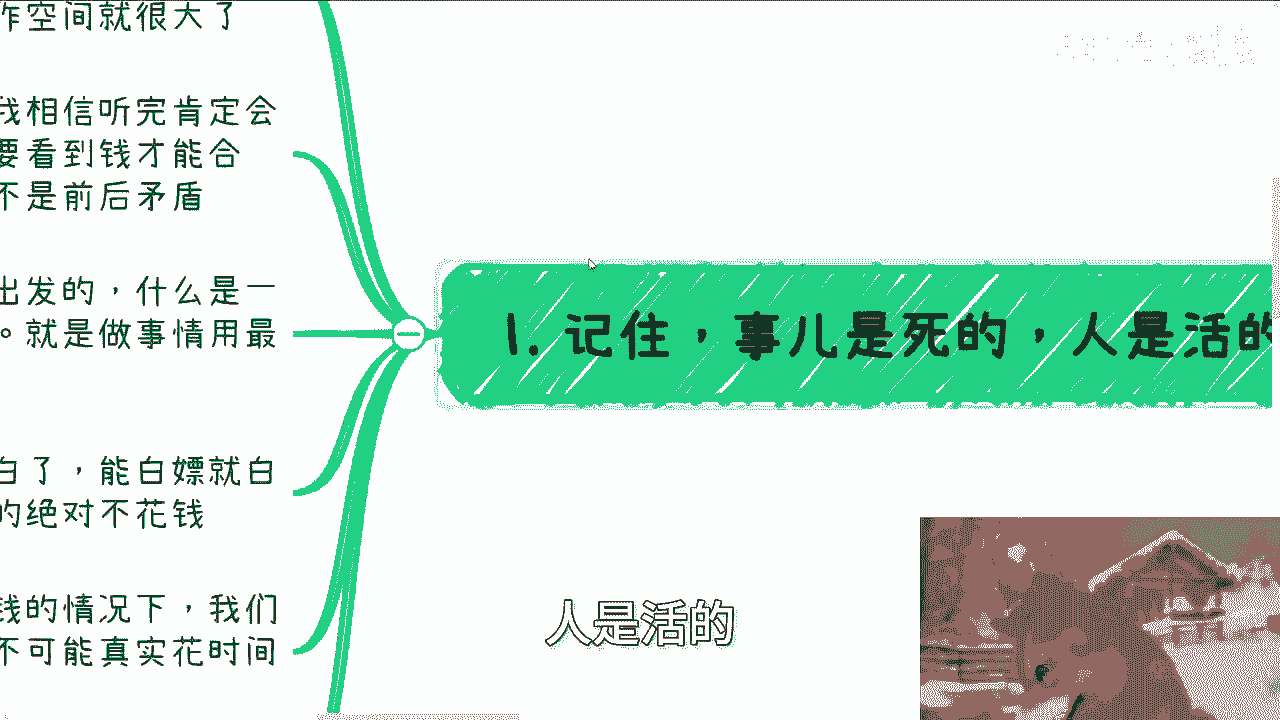 作空间就很大了
我相信听完肯定会
要看到钱才能合
不是前后矛盾
出发的，什么是一
。就是做事情用最
白了，能白嫖就白
的绝对不花钱
钱的情况下，我们
不可能真实花时间
1. 记住，事儿是死的，人是活的
人是活的